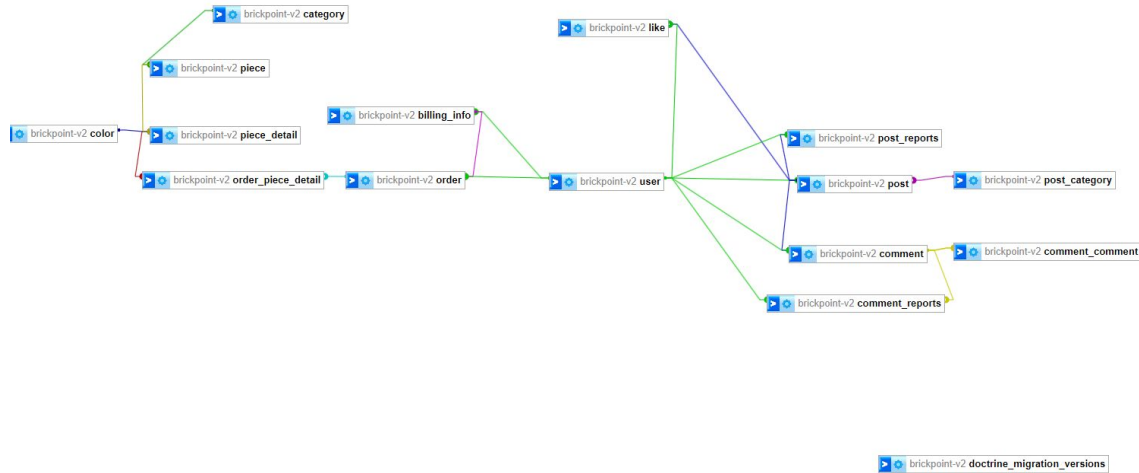 brickpoint-v2 category
brickpoint-v2 like
brickpoint-v2 piece
brickpoint-v2 billing_info
brickpoint-v2 color
brickpoint-v2 piece_detail
brickpoint-v2 post_reports
brickpoint-v2 order_piece_detail
brickpoint-v2 order
brickpoint-v2 user
brickpoint-v2 post
brickpoint-v2 post_category
brickpoint-v2 comment
brickpoint-v2 comment_comment
brickpoint-v2 comment_reports
brickpoint-v2 doctrine_migration_versions